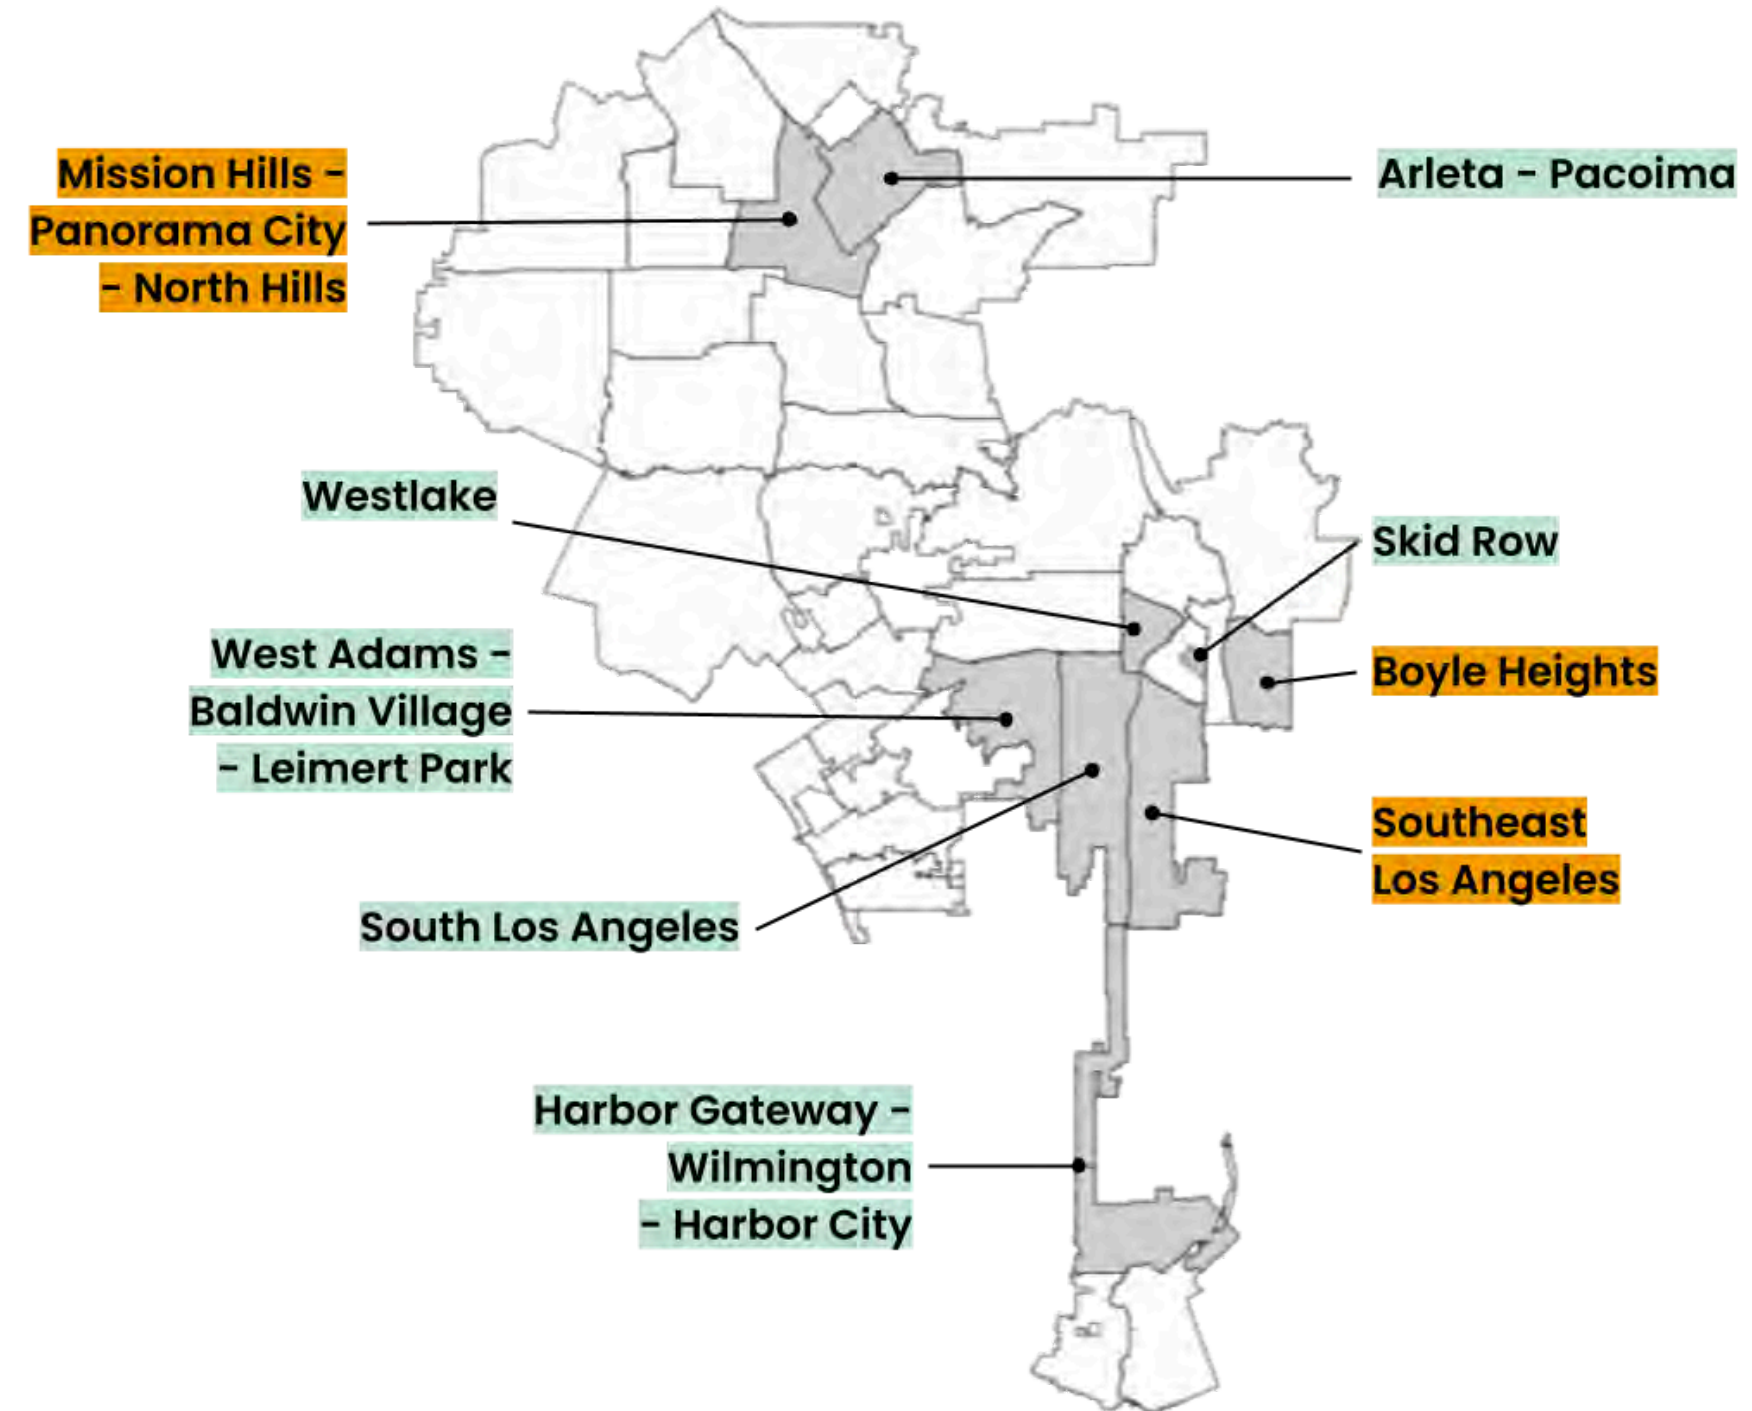 Mission Hills -
Panorama City
- North Hills
Arleta - Pacoima
Westlake
Skid Row
West Adams -
Baldwin Village
- Leimert Park
Boyle Heights
Southeast
Los Angeles
South Los Angeles
Harbor Gateway -
Wilmington
- Harbor City